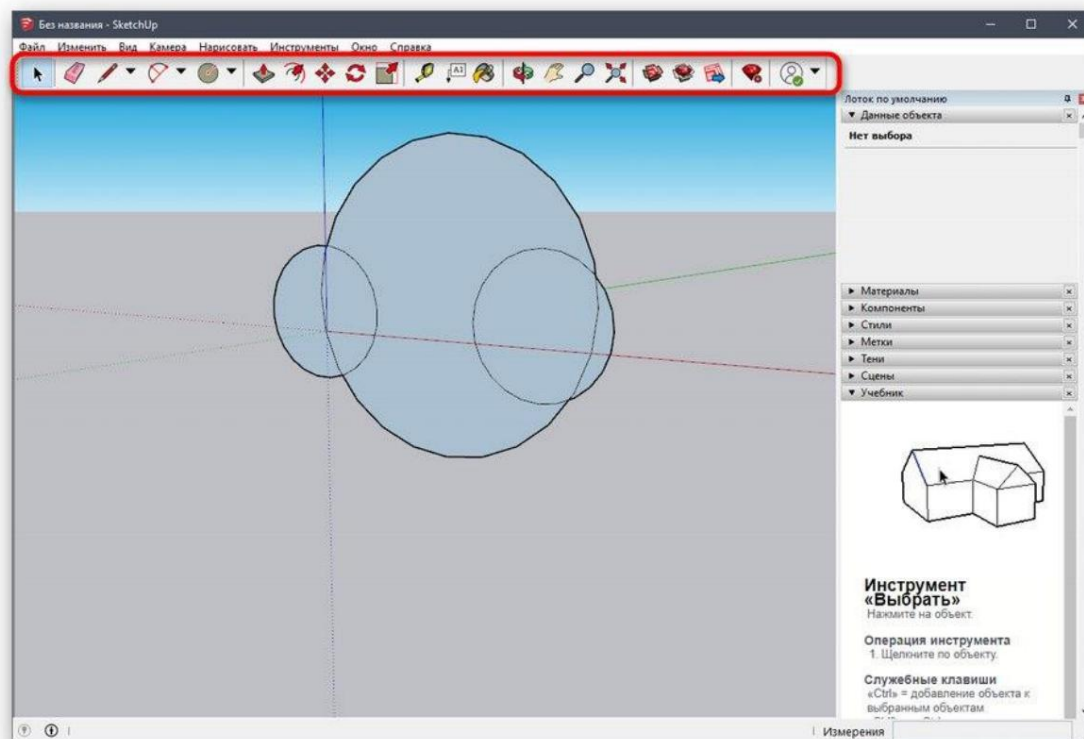 Без названия - SketchUp
Файл Изменить Вид Камера Нарисовать Инструменты Окно Справка
A1
Лоток по умолчанию
Данные объекта
Нет выбора
Материалы
Компоненты
Стили
Метки
Тени
Сцены
Учебник
Инструмент
«Выбрать»
Нажмите на объект.
Операция инструмента
1. Щелкните по объекту.
Служебные клавиши
«Ctrl» = добавление объекта к
выбранным объектам
Измерения